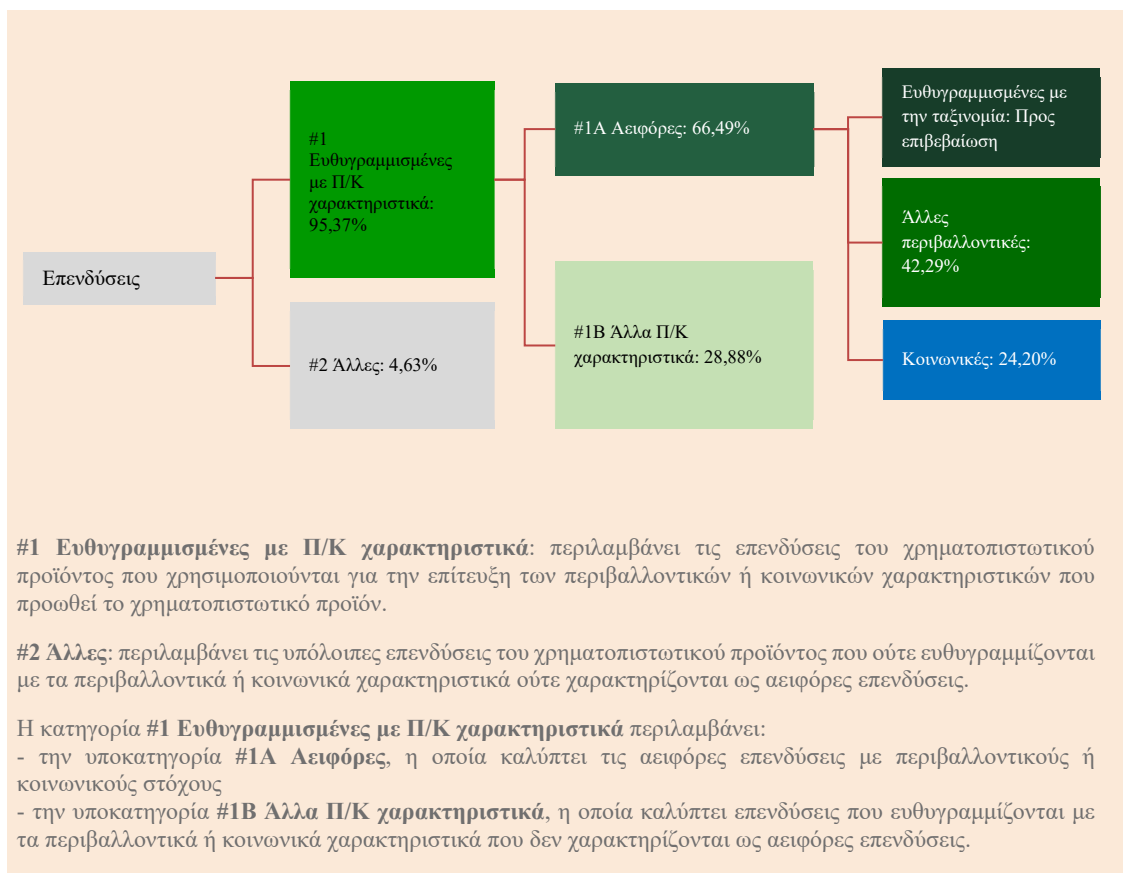 Επενδύσεις
#1
Ευθυγραμμισμένες
με Π/Κ
χαρακτηριστικά:
95,37%
#2 Άλλες: 4,63%
#1Α Αειφόρες: 66,49%
#1Β Άλλα Π/Κ
χαρακτηριστικά: 28,88%
Ευθυγραμμισμένες με
την ταξινομία: Προς
επιβεβαίωση
Άλλες
περιβαλλοντικές:
42,29%
Κοινωνικές: 24,20%
#1 Ευθυγραμμισμένες με Π/Κ χαρακτηριστικά: περιλαμβάνει τις επενδύσεις του χρηματοπιστωτικού
προϊόντος που χρησιμοποιούνται για την επίτευξη των περιβαλλοντικών ή κοινωνικών χαρακτηριστικών που
προωθεί το χρηματοπιστωτικό προϊόν.
#2 Άλλες: περιλαμβάνει τις υπόλοιπες επενδύσεις του χρηματοπιστωτικού προϊόντος που ούτε ευθυγραμμίζονται
με τα περιβαλλοντικά ή κοινωνικά χαρακτηριστικά ούτε χαρακτηρίζονται ως αειφόρες επενδύσεις.
Η κατηγορία #1 Ευθυγραμμισμένες με Π/Κ χαρακτηριστικά περιλαμβάνει:
- την υποκατηγορία #1Α Αειφόρες, η οποία καλύπτει τις αειφόρες επενδύσεις με περιβαλλοντικούς ή
κοινωνικούς στόχους
- την υποκατηγορία #1Β Άλλα Π/Κ χαρακτηριστικά, η οποία καλύπτει επενδύσεις που ευθυγραμμίζονται με
τα περιβαλλοντικά ή κοινωνικά χαρακτηριστικά που δεν χαρακτηρίζονται ως αειφόρες επενδύσεις.